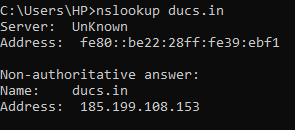 C:\Users\HP>nslookup ducs.in
Server:  UnKnown
Address:  fe80::be22:28ff:fe39:ebf1
Non-authoritative answer:
Name:    ducs.in
Address:  185.199.108.153